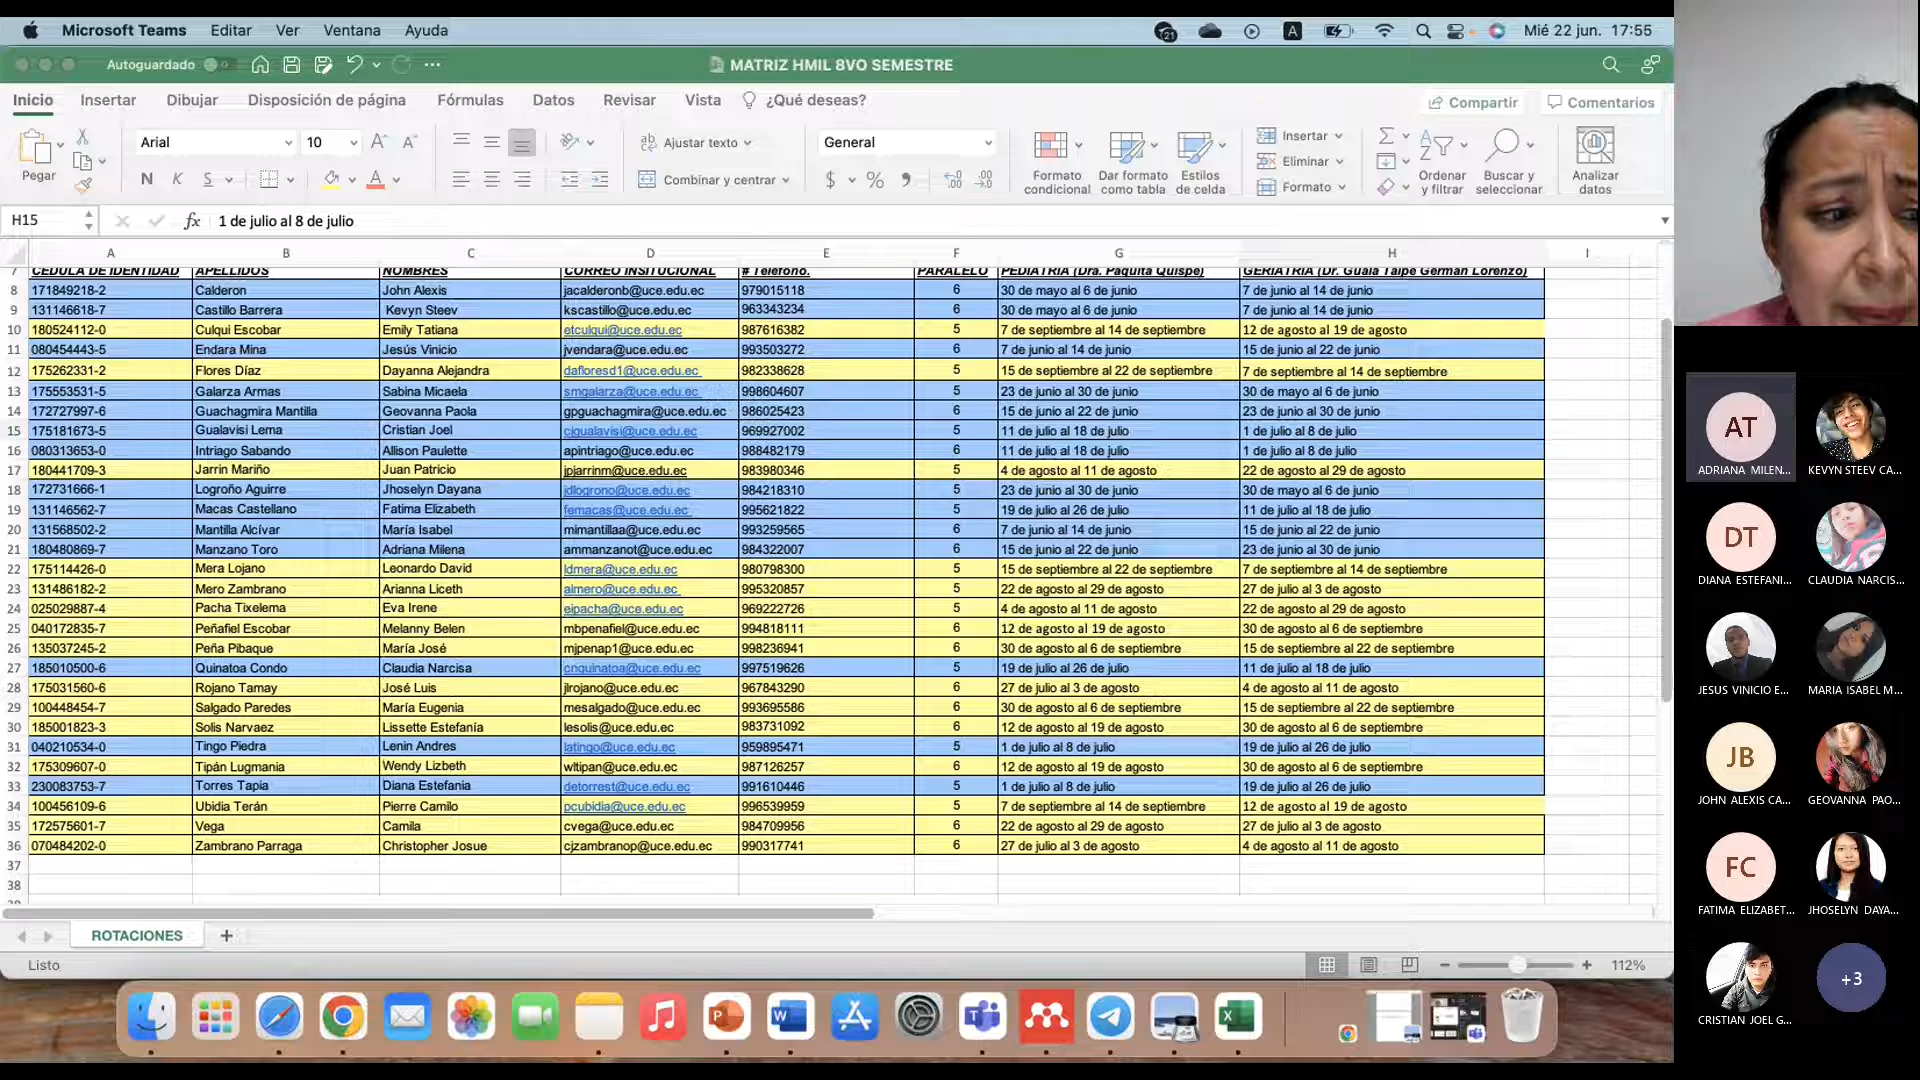 Microsoft Teams Editar Ver Ventana Ayuda 21 A Mié 22 jun. 17:55
Autoguardado MATRIZ HMIL 8VO SEMESTRE
Inicio Insertar Dibujar Disposición de página Fórmulas Datos Revisar Vista ¿Qué deseas? Compartir Comentarios
Pegar Arial 10 Ajustar texto General Insertar
N K S Combinar y centrar Formato condicional Dar formato como tabla Estilos de celda Eliminar Formato Ordenar y filtrar Buscar y seleccionar Analizar datos
H15 fx 1 de julio al 8 de julio
A B C D E F G H I
7 CEDULA DE IDENTIDAD APELLIDOS NOMBRES CORREO INSITUCIONAL # Telefono. PARALELO PEDIATRIA (Dra. Paquita Quispe) GERIATRIA (Dr. Guala Taipe German Lorenzo)
8 171849218-2 Calderon John Alexis jacalderonb@uce.edu.ec 979015118 6 30 de mayo al 6 de junio 7 de junio al 14 de junio
9 131146618-7 Castillo Barrera Kevyn Steev kscastillo@uce.edu.ec 963343234 6 30 de mayo al 6 de junio 7 de junio al 14 de junio
10 180524112-0 Culqui Escobar Emily Tatiana etculqui@uce.edu.ec 987616382 5 7 de septiembre al 14 de septiembre 12 de agosto al 19 de agosto
11 080454443-5 Endara Mina Jesús Vinicio jvendara@uce.edu.ec 993503272 6 7 de junio al 14 de junio 15 de junio al 22 de junio
12 175262331-2 Flores Díaz Dayanna Alejandra dafloresd1@uce.edu.ec 982338628 5 15 de septiembre al 22 de septiembre 7 de septiembre al 14 de septiembre
13 175553531-5 Galarza Armas Sabina Micaela smgalarza@uce.edu.ec 998604607 5 23 de junio al 30 de junio 30 de mayo al 6 de junio
14 172727997-6 Guachagmira Mantilla Geovanna Paola gpguachagmira@uce.edu.ec 986025423 6 15 de junio al 22 de junio 23 de junio al 30 de junio
15 175181673-5 Gualavisi Lema Cristian Joel cjgualavisi@uce.edu.ec 969927002 5 11 de julio al 18 de julio 1 de julio al 8 de julio
16 080313653-0 Intriago Sabando Allison Paulette apintriago@uce.edu.ec 988482179 6 11 de julio al 18 de julio 1 de julio al 8 de julio
17 180441709-3 Jarrin Mariño Juan Patricio jpjarrinm@uce.edu.ec 983980346 5 4 de agosto al 11 de agosto 22 de agosto al 29 de agosto
18 172731666-1 Logroño Aguirre Jhoselyn Dayana jdlogrono@uce.edu.ec 984218310 5 23 de junio al 30 de junio 30 de mayo al 6 de junio
19 131146562-7 Macas Castellano Fatima Elizabeth femacas@uce.edu.ec 995621822 5 19 de julio al 26 de julio 11 de julio al 18 de julio
20 131568502-2 Mantilla Alcívar María Isabel mimantillaa@uce.edu.ec 993259565 6 7 de junio al 14 de junio 15 de junio al 22 de junio
21 180480869-7 Manzano Toro Adriana Milena ammanzanot@uce.edu.ec 984322007 6 15 de junio al 22 de junio 23 de junio al 30 de junio
22 175114426-0 Mera Lojano Leonardo David ldmera@uce.edu.ec 980798300 5 15 de septiembre al 22 de septiembre 7 de septiembre al 14 de septiembre
23 131486182-2 Mero Zambrano Arianna Liceth almero@uce.edu.ec 995320857 5 22 de agosto al 29 de agosto 27 de julio al 3 de agosto
24 025029887-4 Pacha Tixelema Eva Irene eipacha@uce.edu.ec 969222726 5 4 de agosto al 11 de agosto 22 de agosto al 29 de agosto
25 040172835-7 Peñafiel Escobar Melanny Belen mbpenafiel@uce.edu.ec 994818111 6 12 de agosto al 19 de agosto 30 de agosto al 6 de septiembre
26 135037245-2 Peña Pibaque María José mjpenap1@uce.edu.ec 998236941 6 30 de agosto al 6 de septiembre 15 de septiembre al 22 de septiembre
27 185010500-6 Quinatoa Condo Claudia Narcisa cnquinatoa@uce.edu.ec 997519626 5 19 de julio al 26 de julio 11 de julio al 18 de julio
28 175031560-6 Rojano Tamay José Luis jlrojano@uce.edu.ec 967843290 6 27 de julio al 3 de agosto 4 de agosto al 11 de agosto
29 100448454-7 Salgado Paredes María Eugenia mesalgado@uce.edu.ec 993695586 6 30 de agosto al 6 de septiembre 15 de septiembre al 22 de septiembre
30 185001823-3 Solis Narvaez Lissette Estefanía lesolis@uce.edu.ec 983731092 6 12 de agosto al 19 de agosto 30 de agosto al 6 de septiembre
31 040210534-0 Tingo Piedra Lenin Andres latingo@uce.edu.ec 959895471 5 1 de julio al 8 de julio 19 de julio al 26 de julio
32 175309607-0 Tipán Lugmania Wendy Lizbeth wltipan@uce.edu.ec 987126257 6 12 de agosto al 19 de agosto 30 de agosto al 6 de septiembre
33 230083753-7 Torres Tapia Diana Estefania detorrest@uce.edu.ec 991610446 5 1 de julio al 8 de julio 19 de julio al 26 de julio
34 100456109-6 Ubidia Terán Pierre Camilo pcubidia@uce.edu.ec 996539959 5 7 de septiembre al 14 de septiembre 12 de agosto al 19 de agosto
35 172575601-7 Vega Camila cvega@uce.edu.ec 984709956 6 22 de agosto al 29 de agosto 27 de julio al 3 de agosto
36 070484202-0 Zambrano Parraga Christopher Josue cjzambranop@uce.edu.ec 990317741 6 27 de julio al 3 de agosto 4 de agosto al 11 de agosto
37
38
ROTACIONES
Listo 112%
AT
ADRIANA MILEN... KEVYN STEEV CA...
DT
DIANA ESTEFANI... CLAUDIA NARCIS...
JESUS VINICIO E... MARIA ISABEL M...
JB
JOHN ALEXIS CA... GEOVANNA PAO...
FC
FATIMA ELIZABET... JHOSELYN DAYA...
+3
CRISTIAN JOEL G...